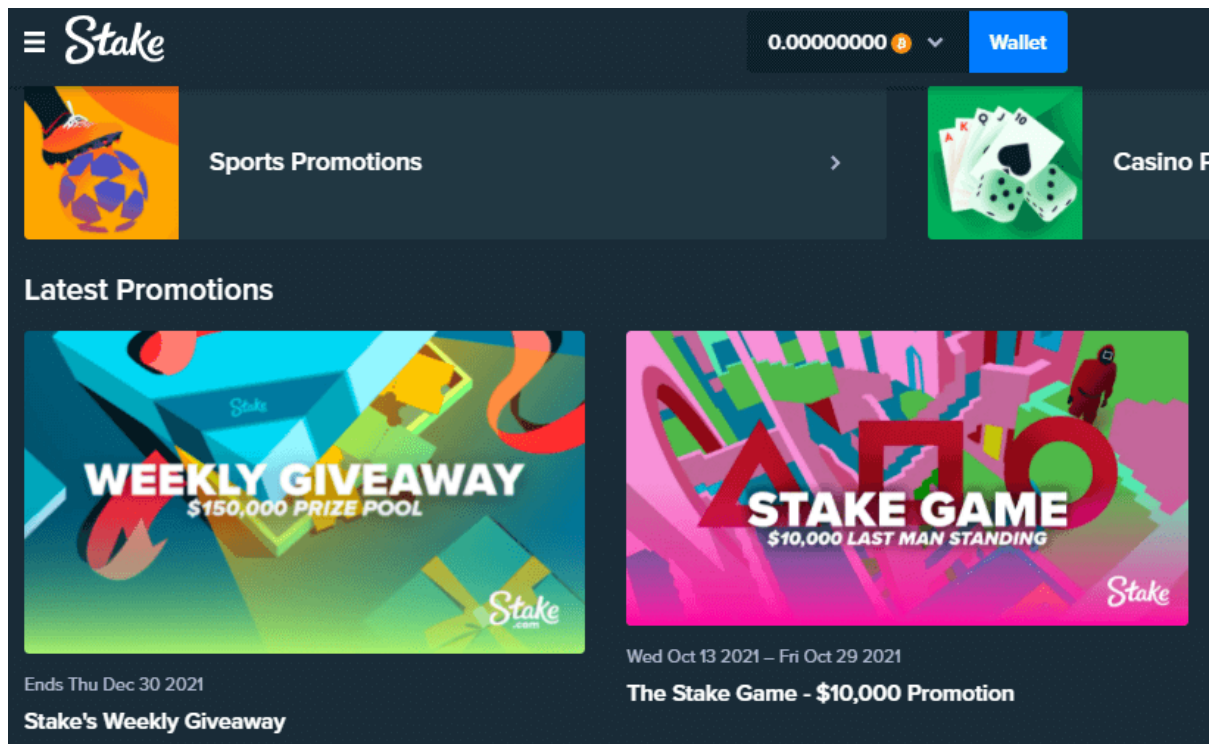 Stake
0.00000000
Wallet
Sports Promotions
A K Q J 10
Casino P
Latest Promotions
Stake
WEEKLY GIVEAWAY
$150,000 PRIZE POOL
Stake
.com
Ends Thu Dec 30 2021
Stake's Weekly Giveaway
STAKE GAME
$10,000 LAST MAN STANDING
Stake
Wed Oct 13 2021 – Fri Oct 29 2021
The Stake Game - $10,000 Promotion